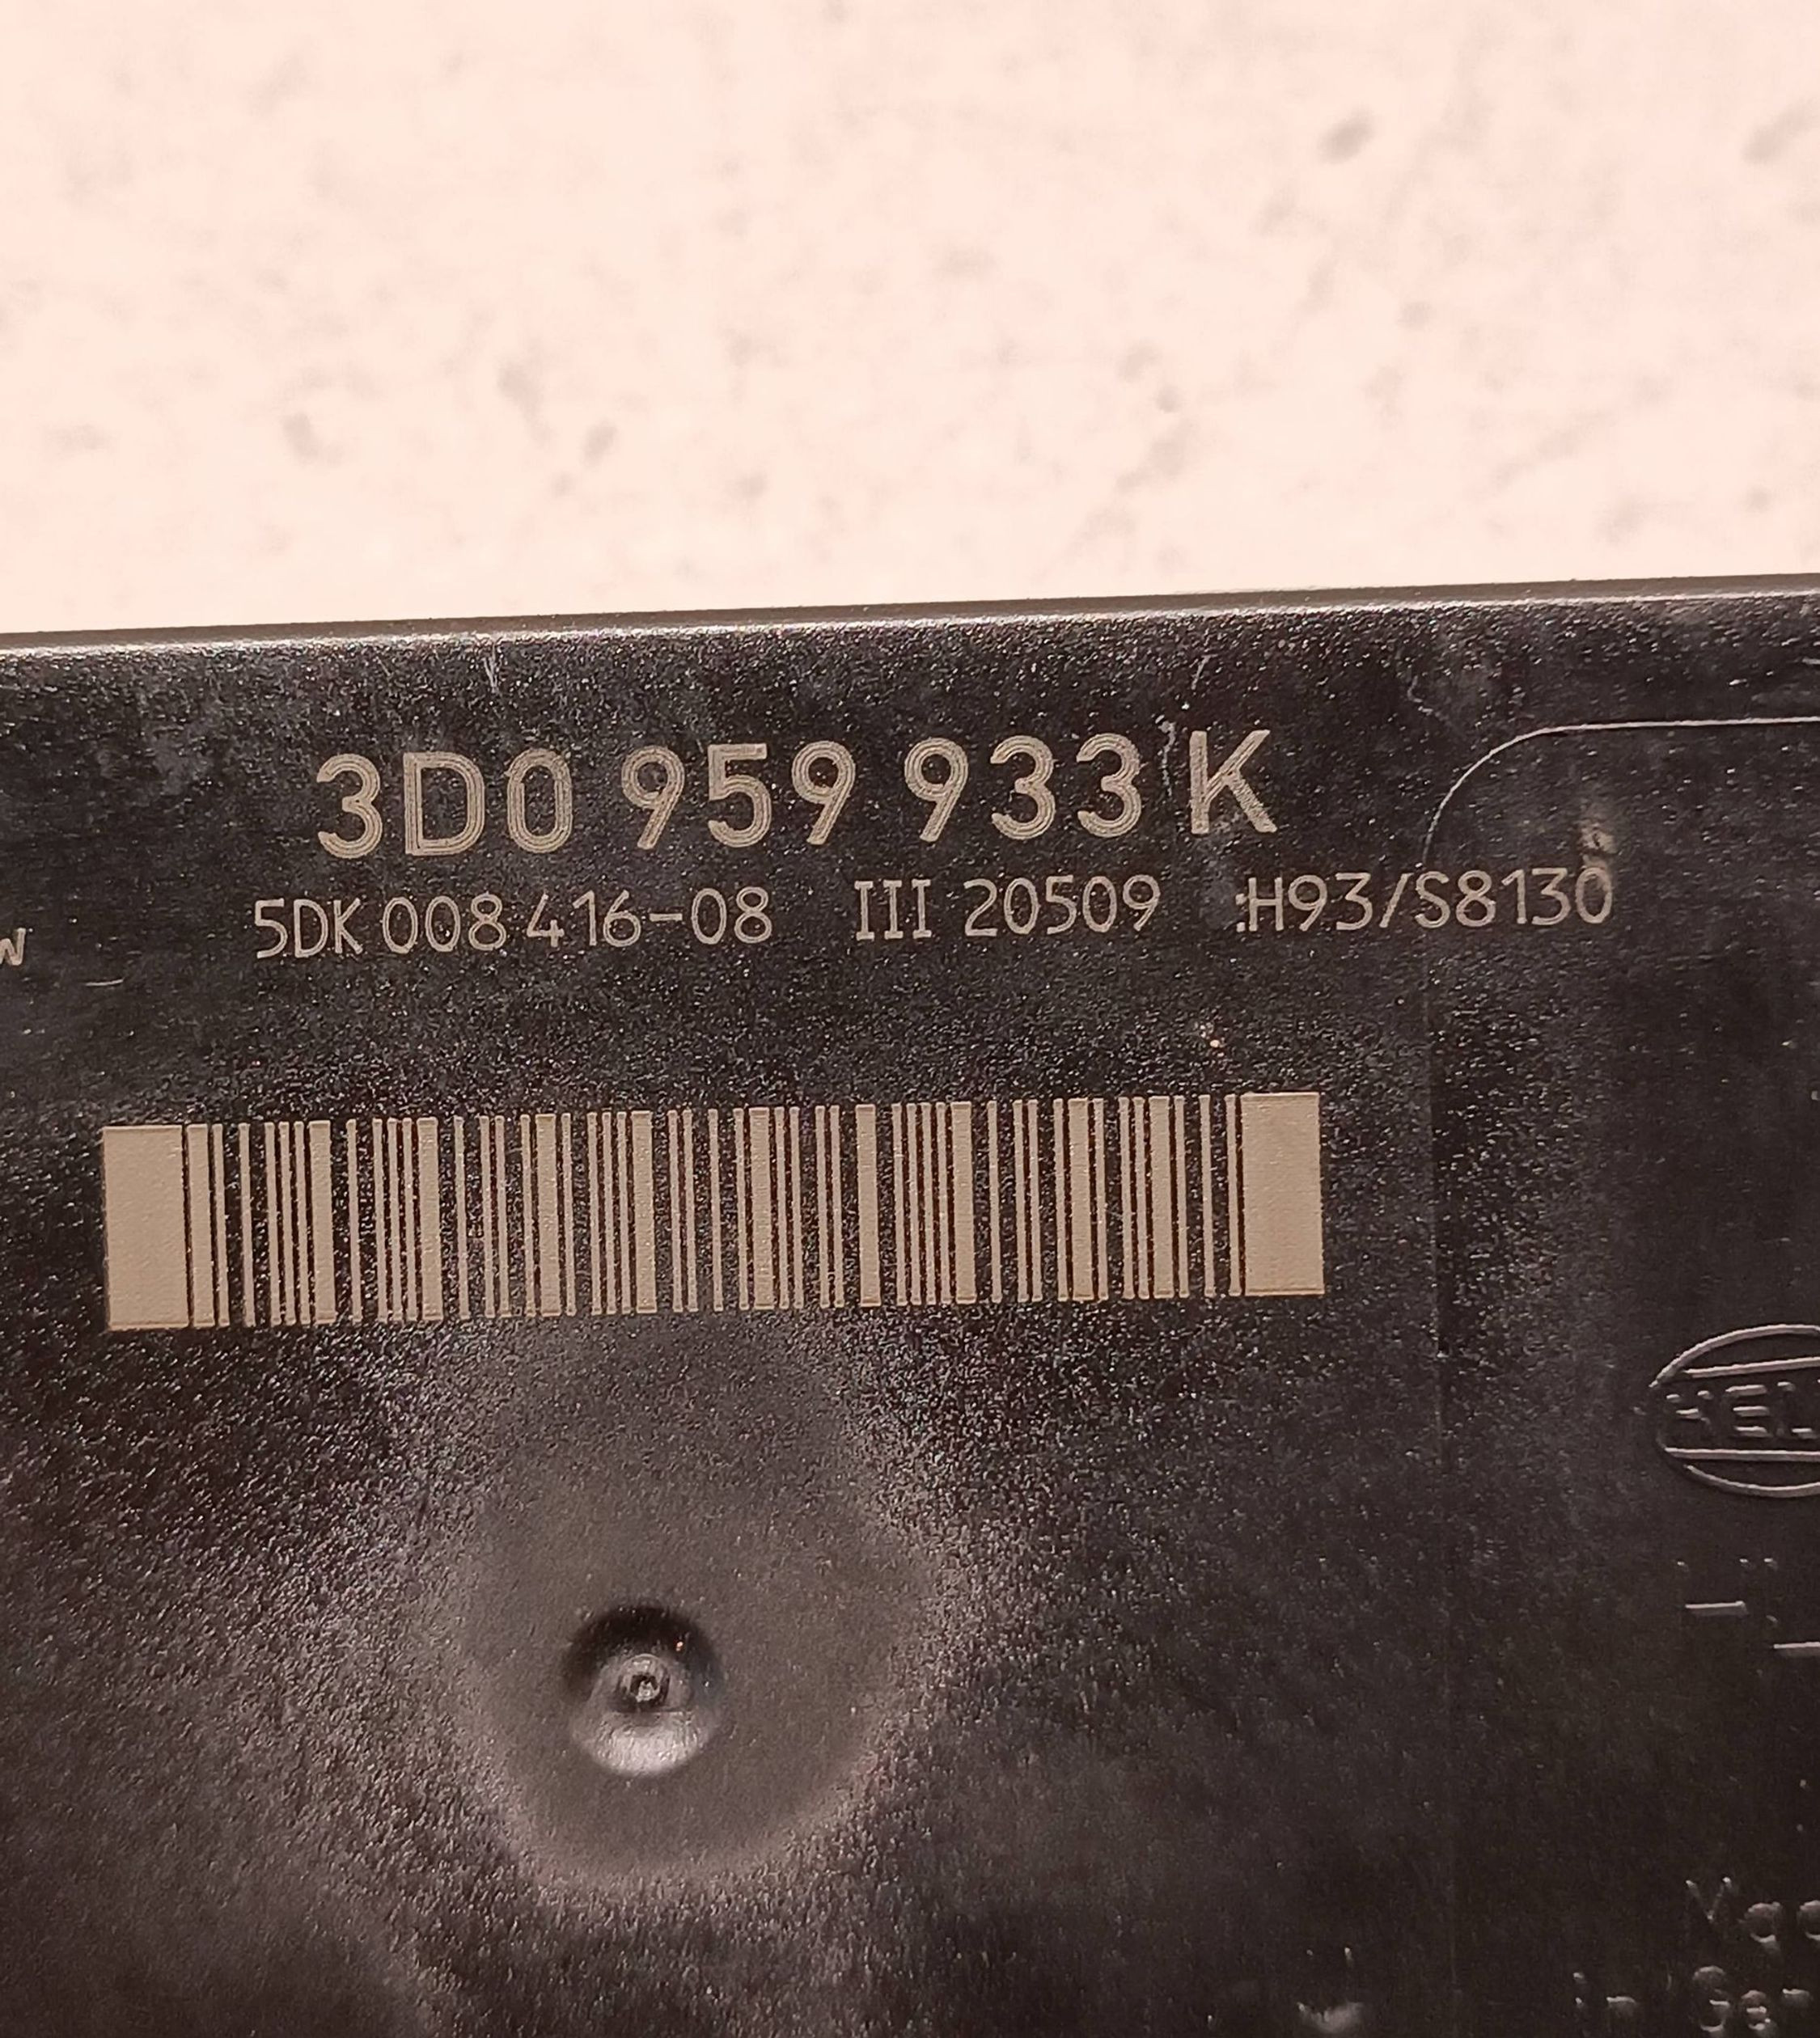 3D0 959 933 K
5DK 008 416-08 III 20509 :H93/S8130